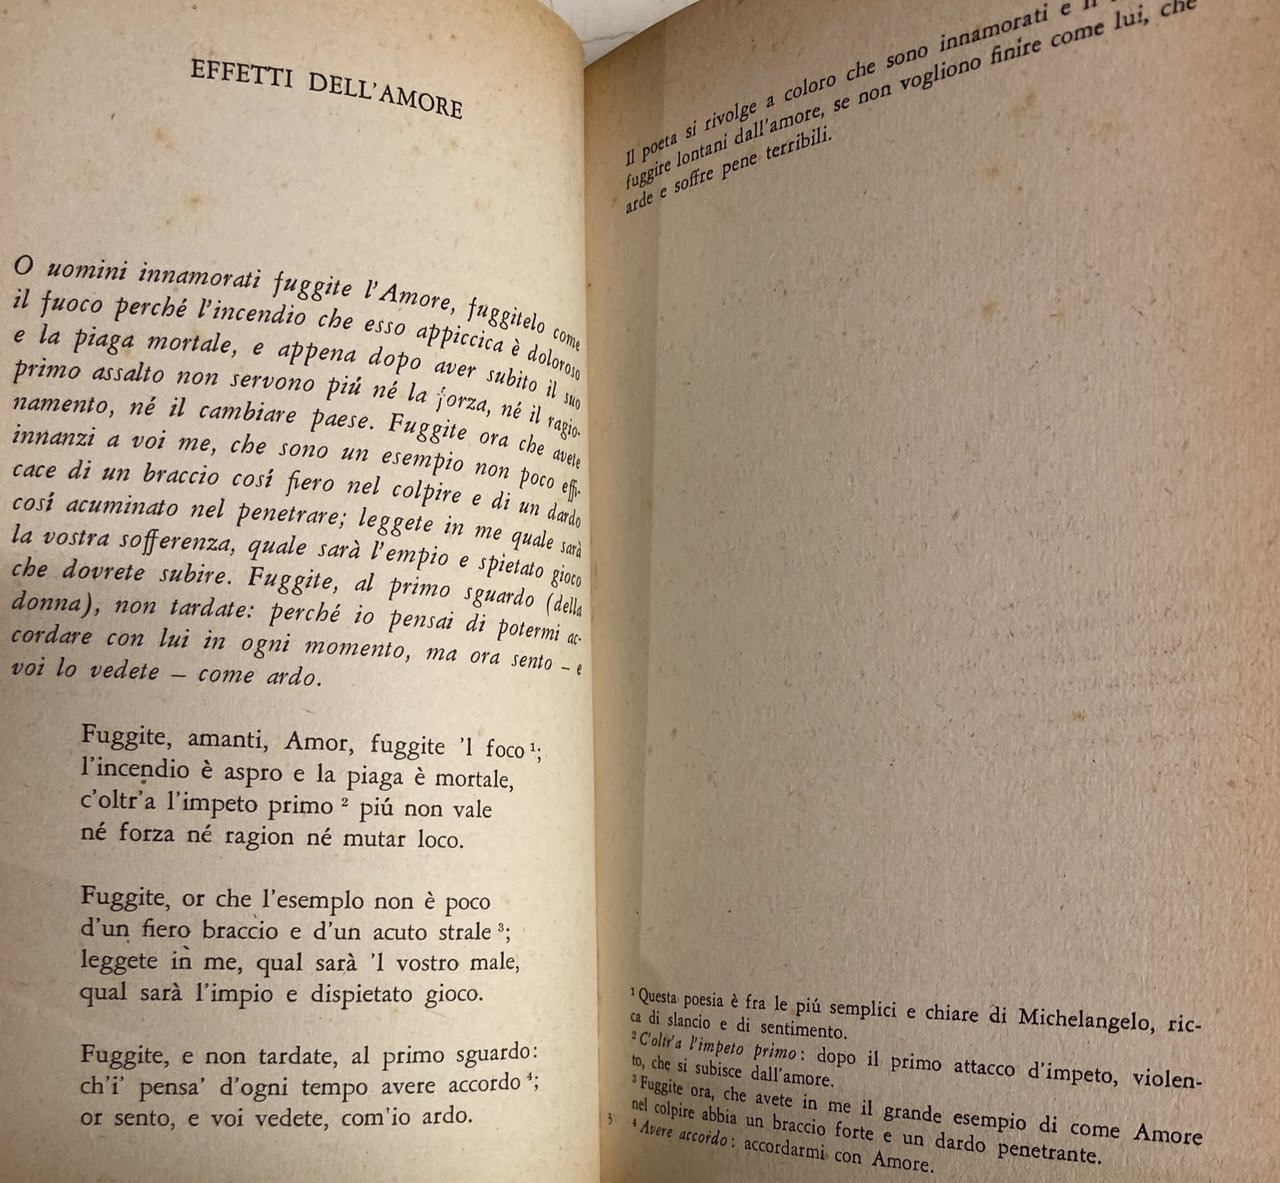 EFFETTI DELL'AMORE
O uomini innamorati fuggite l'Amore, fuggitelo come
il fuoco perché l'incendio che esso appiccica è doloroso
e la piaga mortale, e appena dopo aver subito il suo
primo assalto non servono piú né la forza, né il ragio-
namento, né il cambiare paese. Fuggite ora che avete
innanzi a voi me, che sono un esempio non poco effi-
cace di un braccio cosí fiero nel colpire e di un dardo
cosí acuminato nel penetrare; leggete in me quale sarà
la vostra sofferenza, quale sarà l'empio e spietato gioco
che dovrete subire. Fuggite, al primo sguardo (della
donna), non tardate: perché io pensai di potermi ac-
cordare con lui in ogni momento, ma ora sento – e
voi lo vedete – come ardo.
Fuggite, amanti, Amor, fuggite 'l foco ¹;
l'incendio è aspro e la piaga è mortale,
c'oltr'a l'impeto primo ² piú non vale
né forza né ragion né mutar loco.
Fuggite, or che l'esemplo non è poco
d'un fiero braccio e d'un acuto strale ³;
leggete in me, qual sarà 'l vostro male,
qual sarà l'impio e dispietato gioco.
Fuggite, e non tardate, al primo sguardo:
ch'i' pensa' d'ogni tempo avere accordo ⁴;
or sento, e voi vedete, com'io ardo.
Il poeta si rivolge a coloro che sono innamorati e li
fuggire lontani dall'amore, se non vogliono finire come lui, che
arde e soffre pene terribili.
¹ Questa poesia è fra le piú semplici e chiare di Michelangelo, ric-
ca di slancio e di sentimento.
² C'oltr'a l'impeto primo: dopo il primo attacco d'impeto, violen-
to, che si subisce dall'amore.
³ Fuggite ora, che avete in me il grande esempio di come Amore
nel colpire abbia un braccio forte e un dardo penetrante.
⁴ Avere accordo: accordarmi con Amore.
3